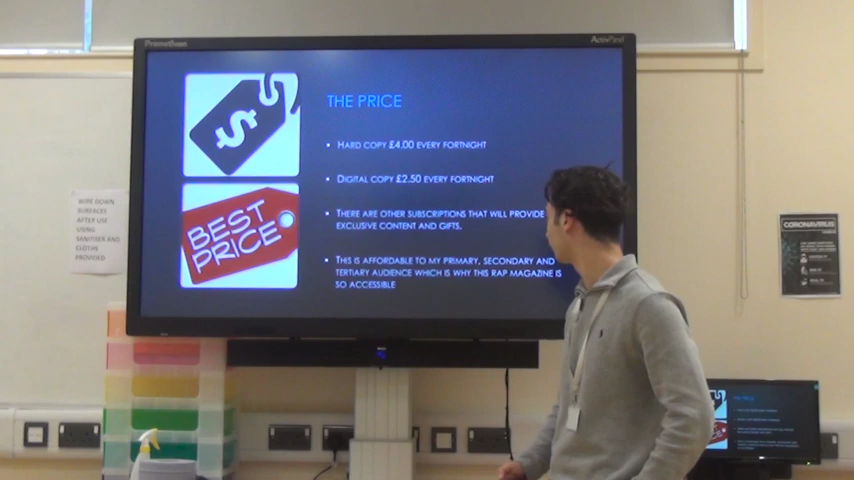 Promethean
ActivPanel
THE PRICE
HARD COPY £4.00 EVERY FORTNIGHT
DIGITAL COPY £2.50 EVERY FORTNIGHT
THERE ARE OTHER SUBSCRIPTIONS THAT WILL PROVIDE
EXCLUSIVE CONTENT AND GIFTS.
THIS IS AFFORDABLE TO MY PRIMARY, SECONDARY AND
TERTIARY AUDIENCE WHICH IS WHY THIS RAP MAGAZINE IS
SO ACCESSIBLE
$
BEST
PRICE
WIPE DOWN
SURFACES
AFTER USE
USING
SANITISER AND
CLOTHS
PROVIDED
CORONAVIRUS
THE PRICE